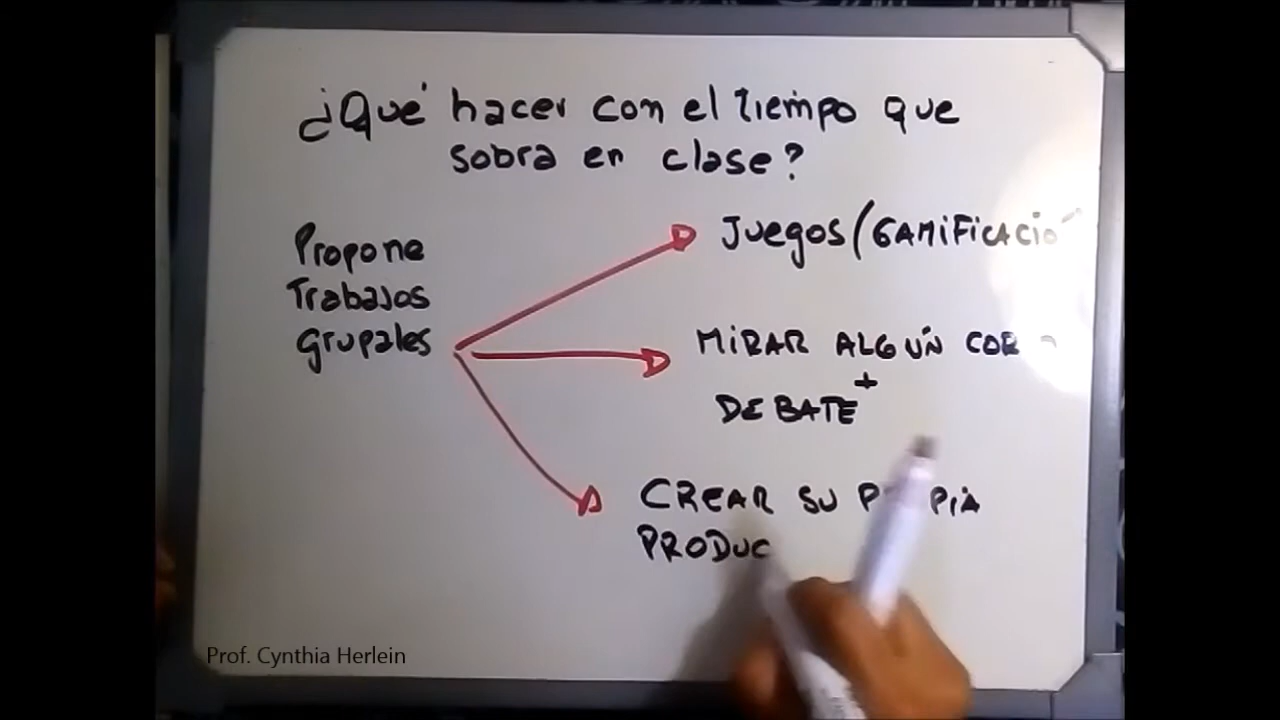 ¿Qué hacer con el tiempo que
sobra en clase?
Propone
Trabajos
grupales
Juegos/GAMiFiCACió
MiRAR ALGÚN COR
+
DEBATE
CREAR SU
PRODUC
Prof. Cynthia Herlein